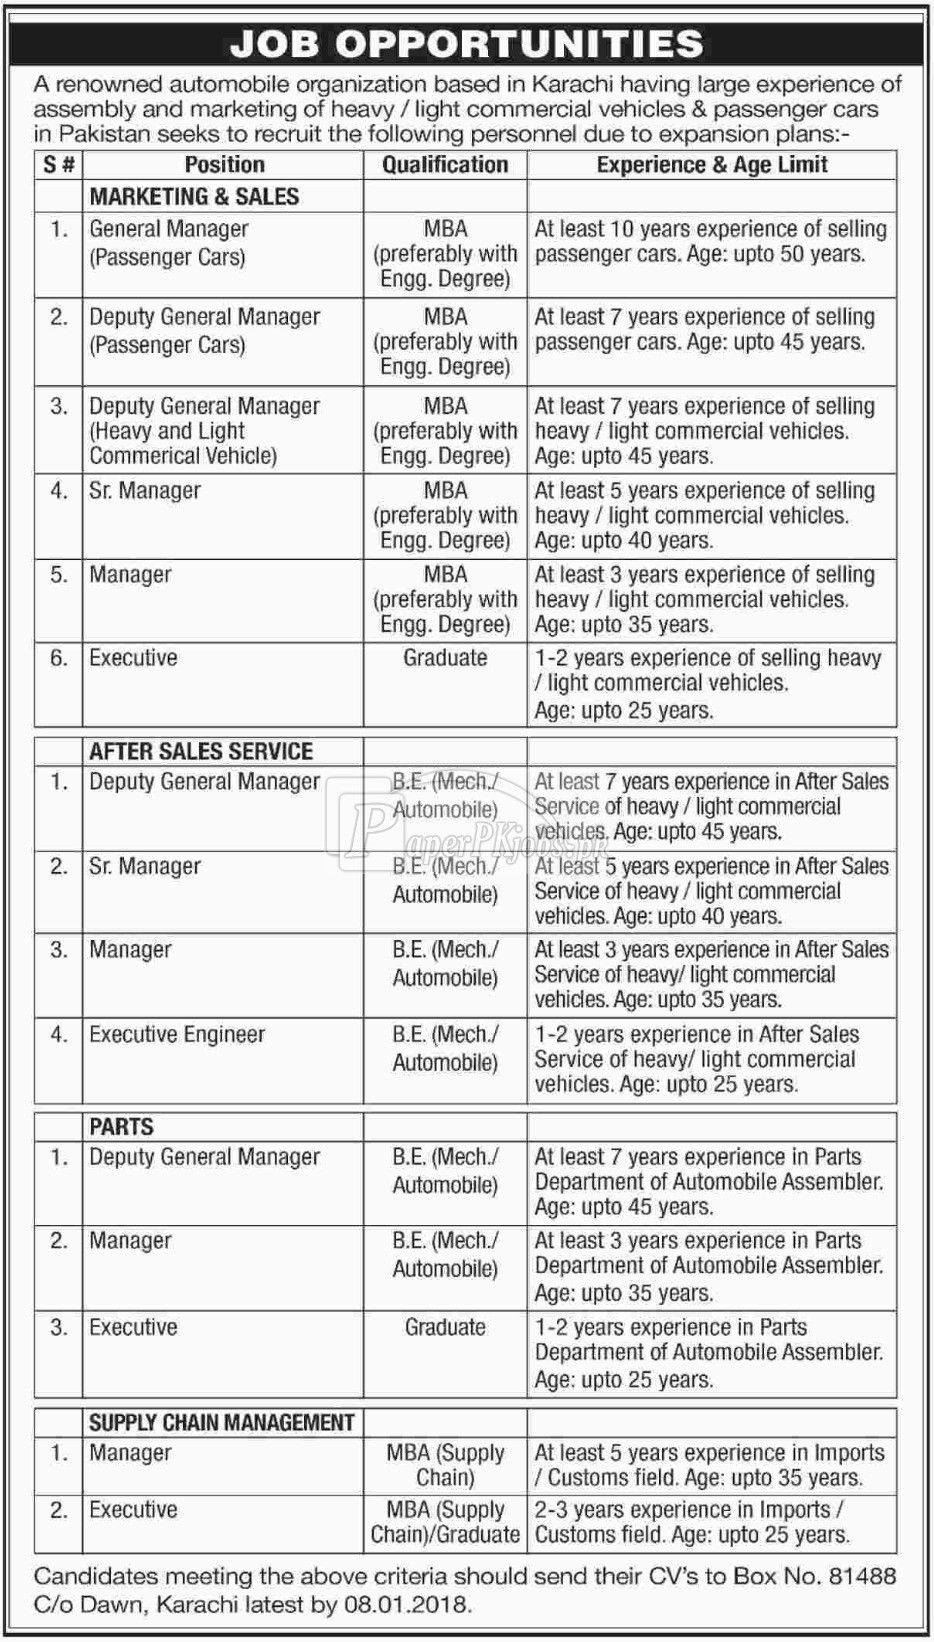 JOB OPPORTUNITIES
A renowned automobile organization based in Karachi having large experience of
assembly and marketing of heavy / light commercial vehicles & passenger cars
in Pakistan seeks to recruit the following personnel due to expansion plans:-
S # Position Qualification Experience & Age Limit
MARKETING & SALES
1. General Manager MBA At least 10 years experience of selling
(Passenger Cars) (preferably with passenger cars. Age: upto 50 years.
Engg. Degree)
2. Deputy General Manager MBA At least 7 years experience of selling
(Passenger Cars) (preferably with passenger cars. Age: upto 45 years.
Engg. Degree)
3. Deputy General Manager MBA At least 7 years experience of selling
(Heavy and Light (preferably with heavy / light commercial vehicles.
Commerical Vehicle) Engg. Degree) Age: upto 45 years.
4. Sr. Manager MBA At least 5 years experience of selling
(preferably with heavy / light commercial vehicles.
Engg. Degree) Age: upto 40 years.
5. Manager MBA At least 3 years experience of selling
(preferably with heavy / light commercial vehicles.
Engg. Degree) Age: upto 35 years.
6. Executive Graduate 1-2 years experience of selling heavy
/ light commercial vehicles.
Age: upto 25 years.
AFTER SALES SERVICE
1. Deputy General Manager B.E. (Mech./ At least 7 years experience in After Sales
Automobile) Service of heavy / light commercial
vehicles. Age: upto 45 years.
PaperPKjobs.pk
2. Sr. Manager B.E. (Mech./ At least 5 years experience in After Sales
Automobile) Service of heavy / light commercial
vehicles. Age: upto 40 years.
3. Manager B.E. (Mech./ At least 3 years experience in After Sales
Automobile) Service of heavy/ light commercial
vehicles. Age: upto 35 years.
4. Executive Engineer B.E. (Mech./ 1-2 years experience in After Sales
Automobile) Service of heavy/ light commercial
vehicles. Age: upto 25 years.
PARTS
1. Deputy General Manager B.E. (Mech./ At least 7 years experience in Parts
Automobile) Department of Automobile Assembler.
Age: upto 45 years.
2. Manager B.E. (Mech./ At least 3 years experience in Parts
Automobile) Department of Automobile Assembler.
Age: upto 35 years.
3. Executive Graduate 1-2 years experience in Parts
Department of Automobile Assembler.
Age: upto 25 years.
SUPPLY CHAIN MANAGEMENT
1. Manager MBA (Supply At least 5 years experience in Imports
Chain) / Customs field. Age: upto 35 years.
2. Executive MBA (Supply 2-3 years experience in Imports /
Chain)/Graduate Customs field. Age: upto 25 years.
Candidates meeting the above criteria should send their CV's to Box No. 81488
C/o Dawn, Karachi latest by 08.01.2018.